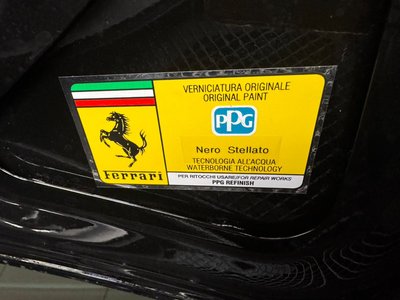 VERNICIATURA ORIGINALE
ORIGINAL PAINT
PPG
Nero Stellato
TECNOLOGIA ALL'ACQUA
WATERBORNE TECHNOLOGY
PER RITOCCHI USARE/FOR REPAIR WORKS
PPG REFINISH
Ferrari